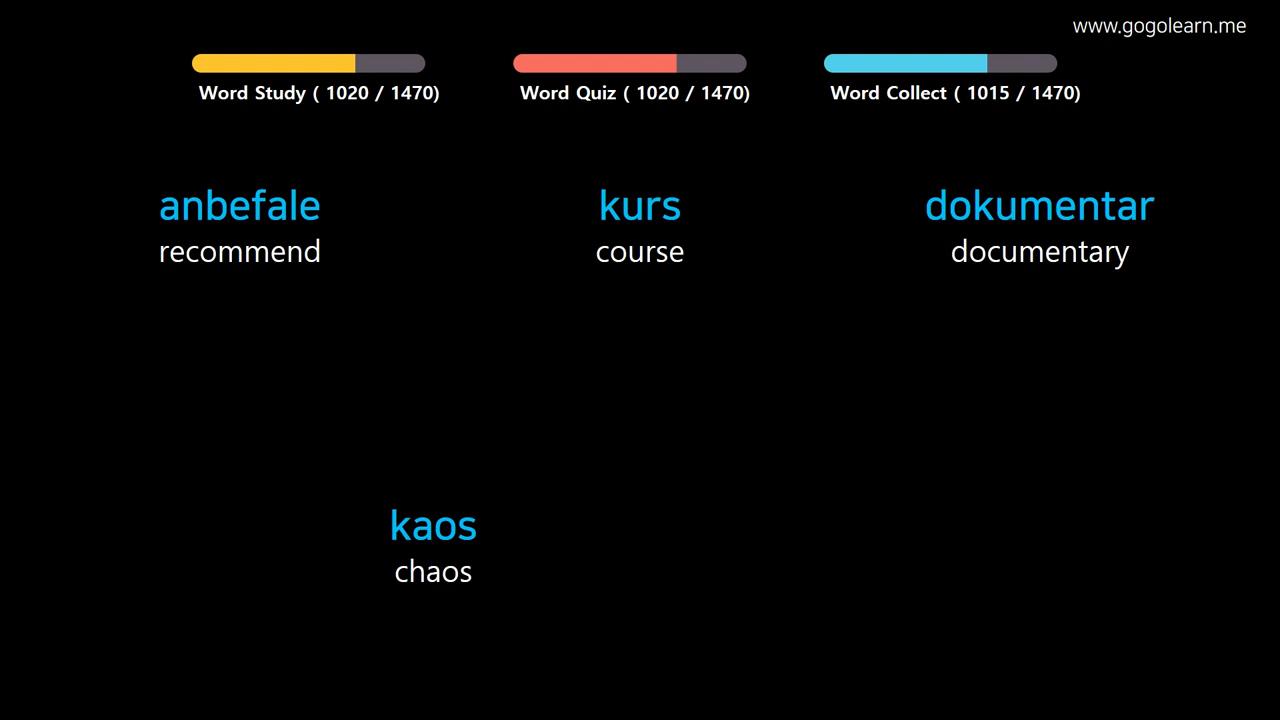 www.gogolearn.me
Word Study ( 1020 / 1470)
Word Quiz ( 1020 / 1470)
Word Collect ( 1015 / 1470)
anbefale
recommend
kurs
course
dokumentar
documentary
kaos
chaos